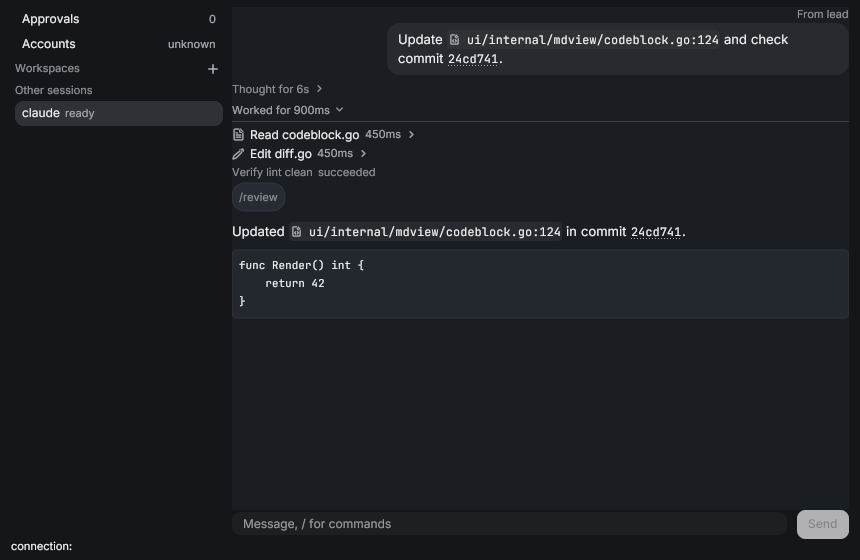 Approvals 0
Accounts unknown
Workspaces +
Other sessions
claude ready
From lead
Update ui/internal/mdview/codeblock.go:124 and check
commit 24cd741.
Thought for 6s
Worked for 900ms
Read codeblock.go 450ms
Edit diff.go 450ms
Verify lint clean succeeded
/review
Updated ui/internal/mdview/codeblock.go:124 in commit 24cd741.
func Render() int {
    return 42
}
Message, / for commands
Send
connection: